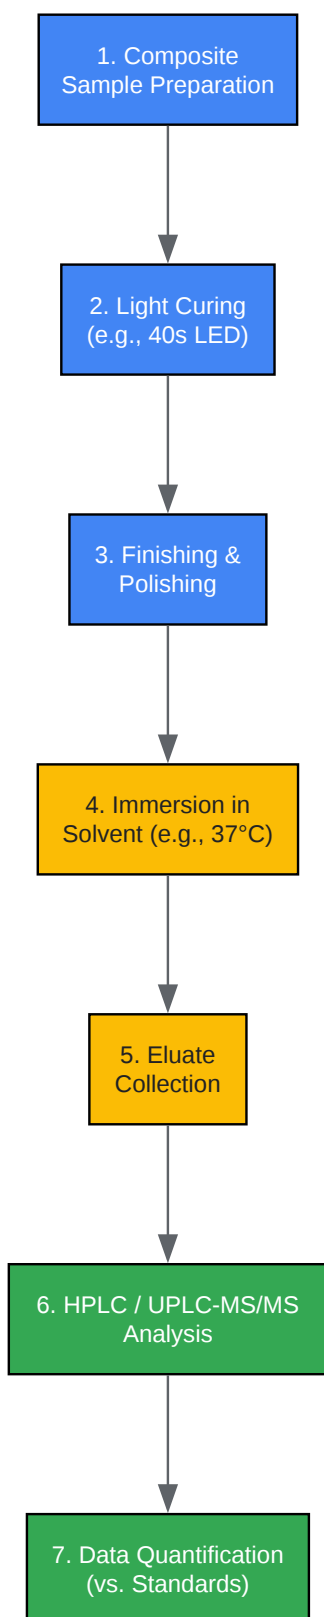 1. Composite
Sample Preparation
2. Light Curing
(e.g., 40s LED)
3. Finishing &
Polishing
4. Immersion in
Solvent (e.g., 37°C)
5. Eluate
Collection
6. HPLC / UPLC-MS/MS
Analysis
7. Data Quantification
(vs. Standards)